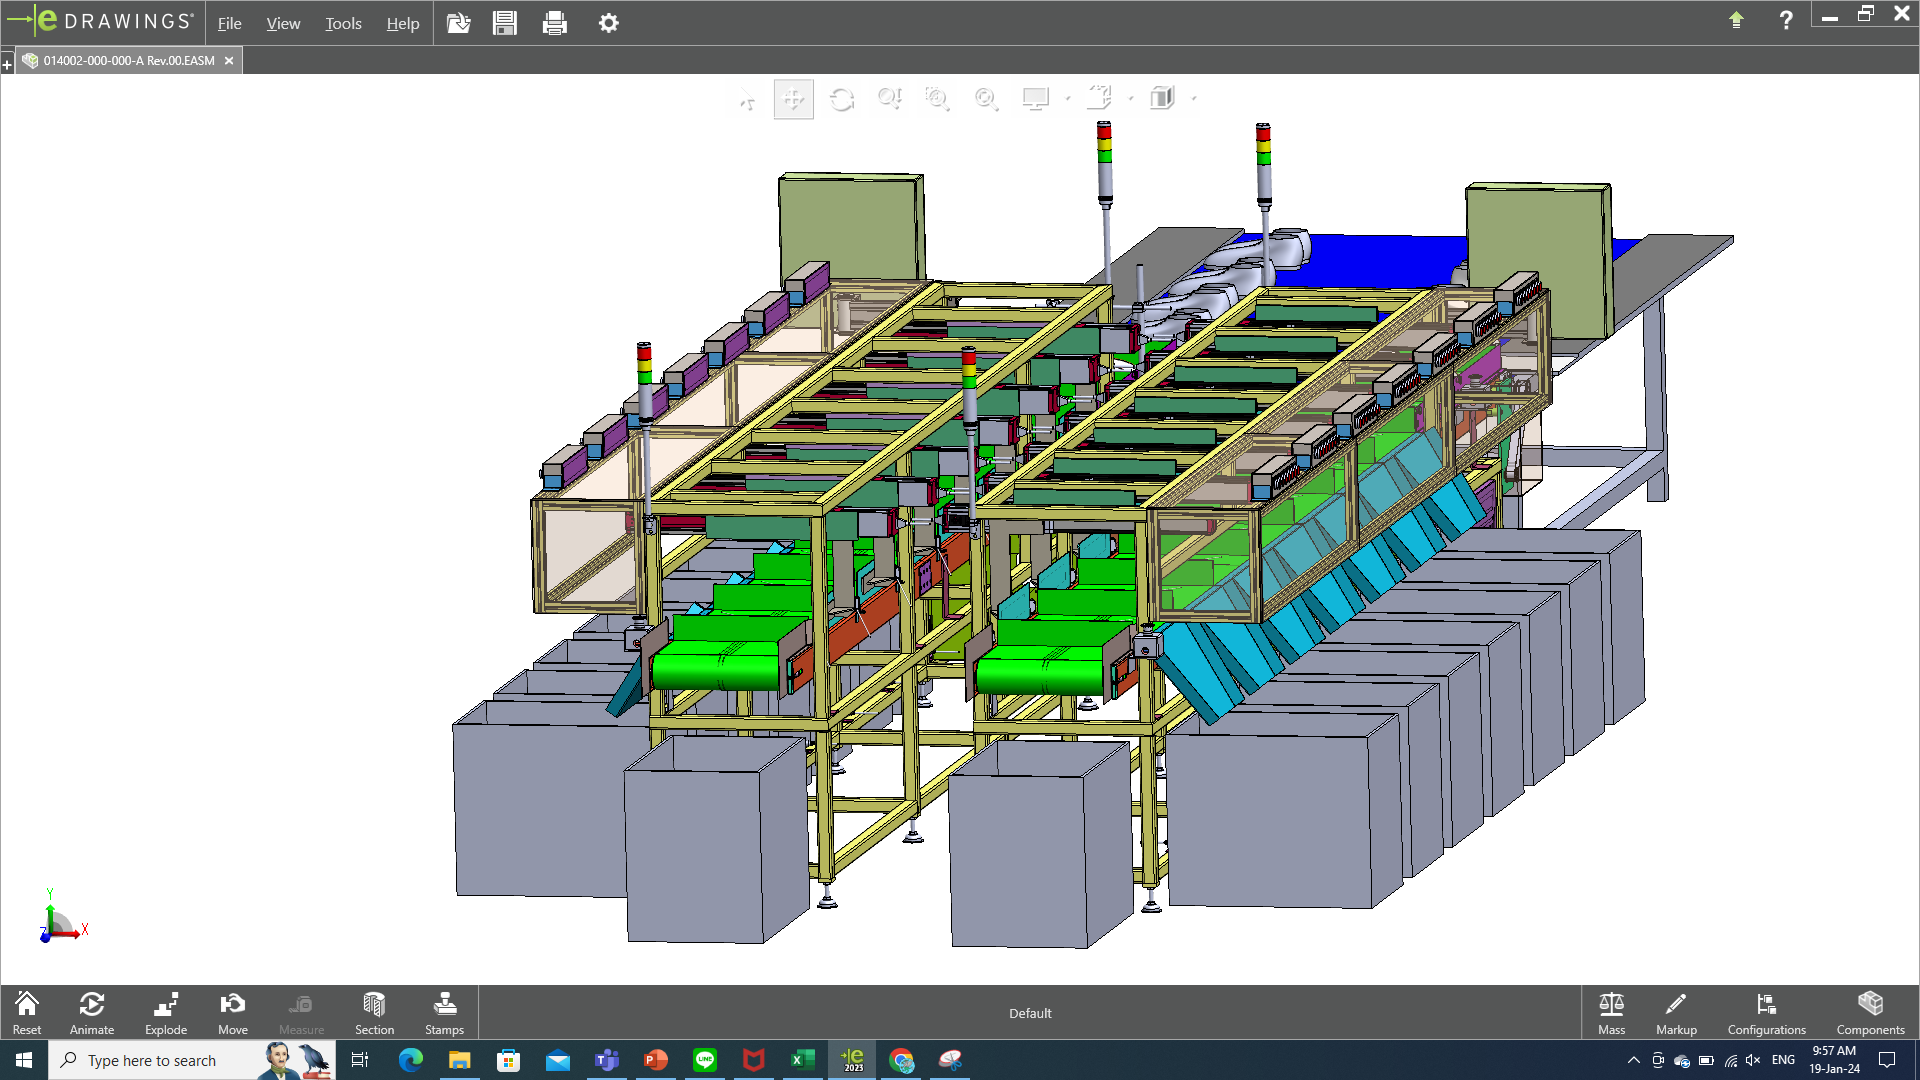 eDRAWINGS®
File View Tools Help
?
+
014002-000-000-A Rev.00.EASM ×
Y
Z X
Reset Animate Explode Move Measure Section Stamps
Default
Mass Markup Configurations Components
Type here to search
LINE
e 2023
ENG
9:57 AM
19-Jan-24